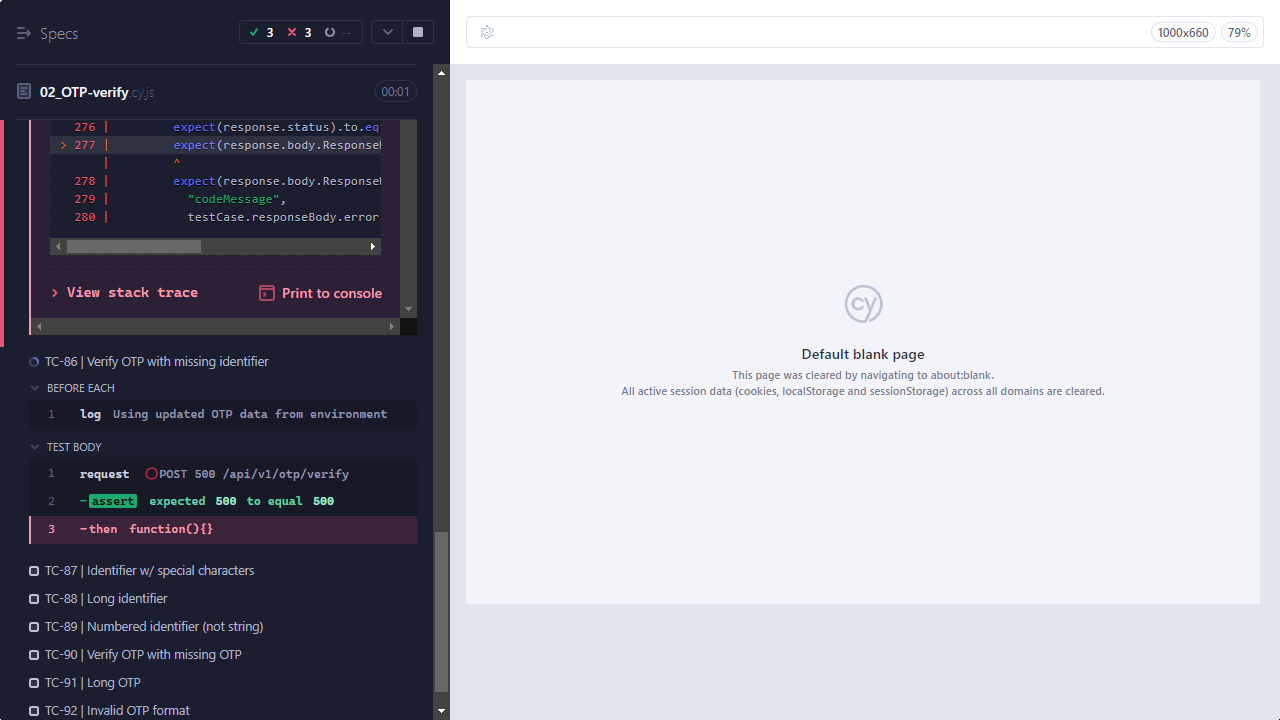 Specs
3
3
--
1000x660
79%
02_OTP-verify.cy.js
00:01
276 | expect(response.status).to.eq
> 277 | expect(response.body.Response
| ^
278 | expect(response.body.Response
279 | "codeMessage",
280 | testCase.responseBody.error
View stack trace
Print to console
TC-86 | Verify OTP with missing identifier
BEFORE EACH
1 log Using updated OTP data from environment
TEST BODY
1 request POST 500 /api/v1/otp/verify
2 -assert expected 500 to equal 500
3 -then function(){}
TC-87 | Identifier w/ special characters
TC-88 | Long identifier
TC-89 | Numbered identifier (not string)
TC-90 | Verify OTP with missing OTP
TC-91 | Long OTP
TC-92 | Invalid OTP format
cy
Default blank page
This page was cleared by navigating to about:blank.
All active session data (cookies, localStorage and sessionStorage) across all domains are cleared.